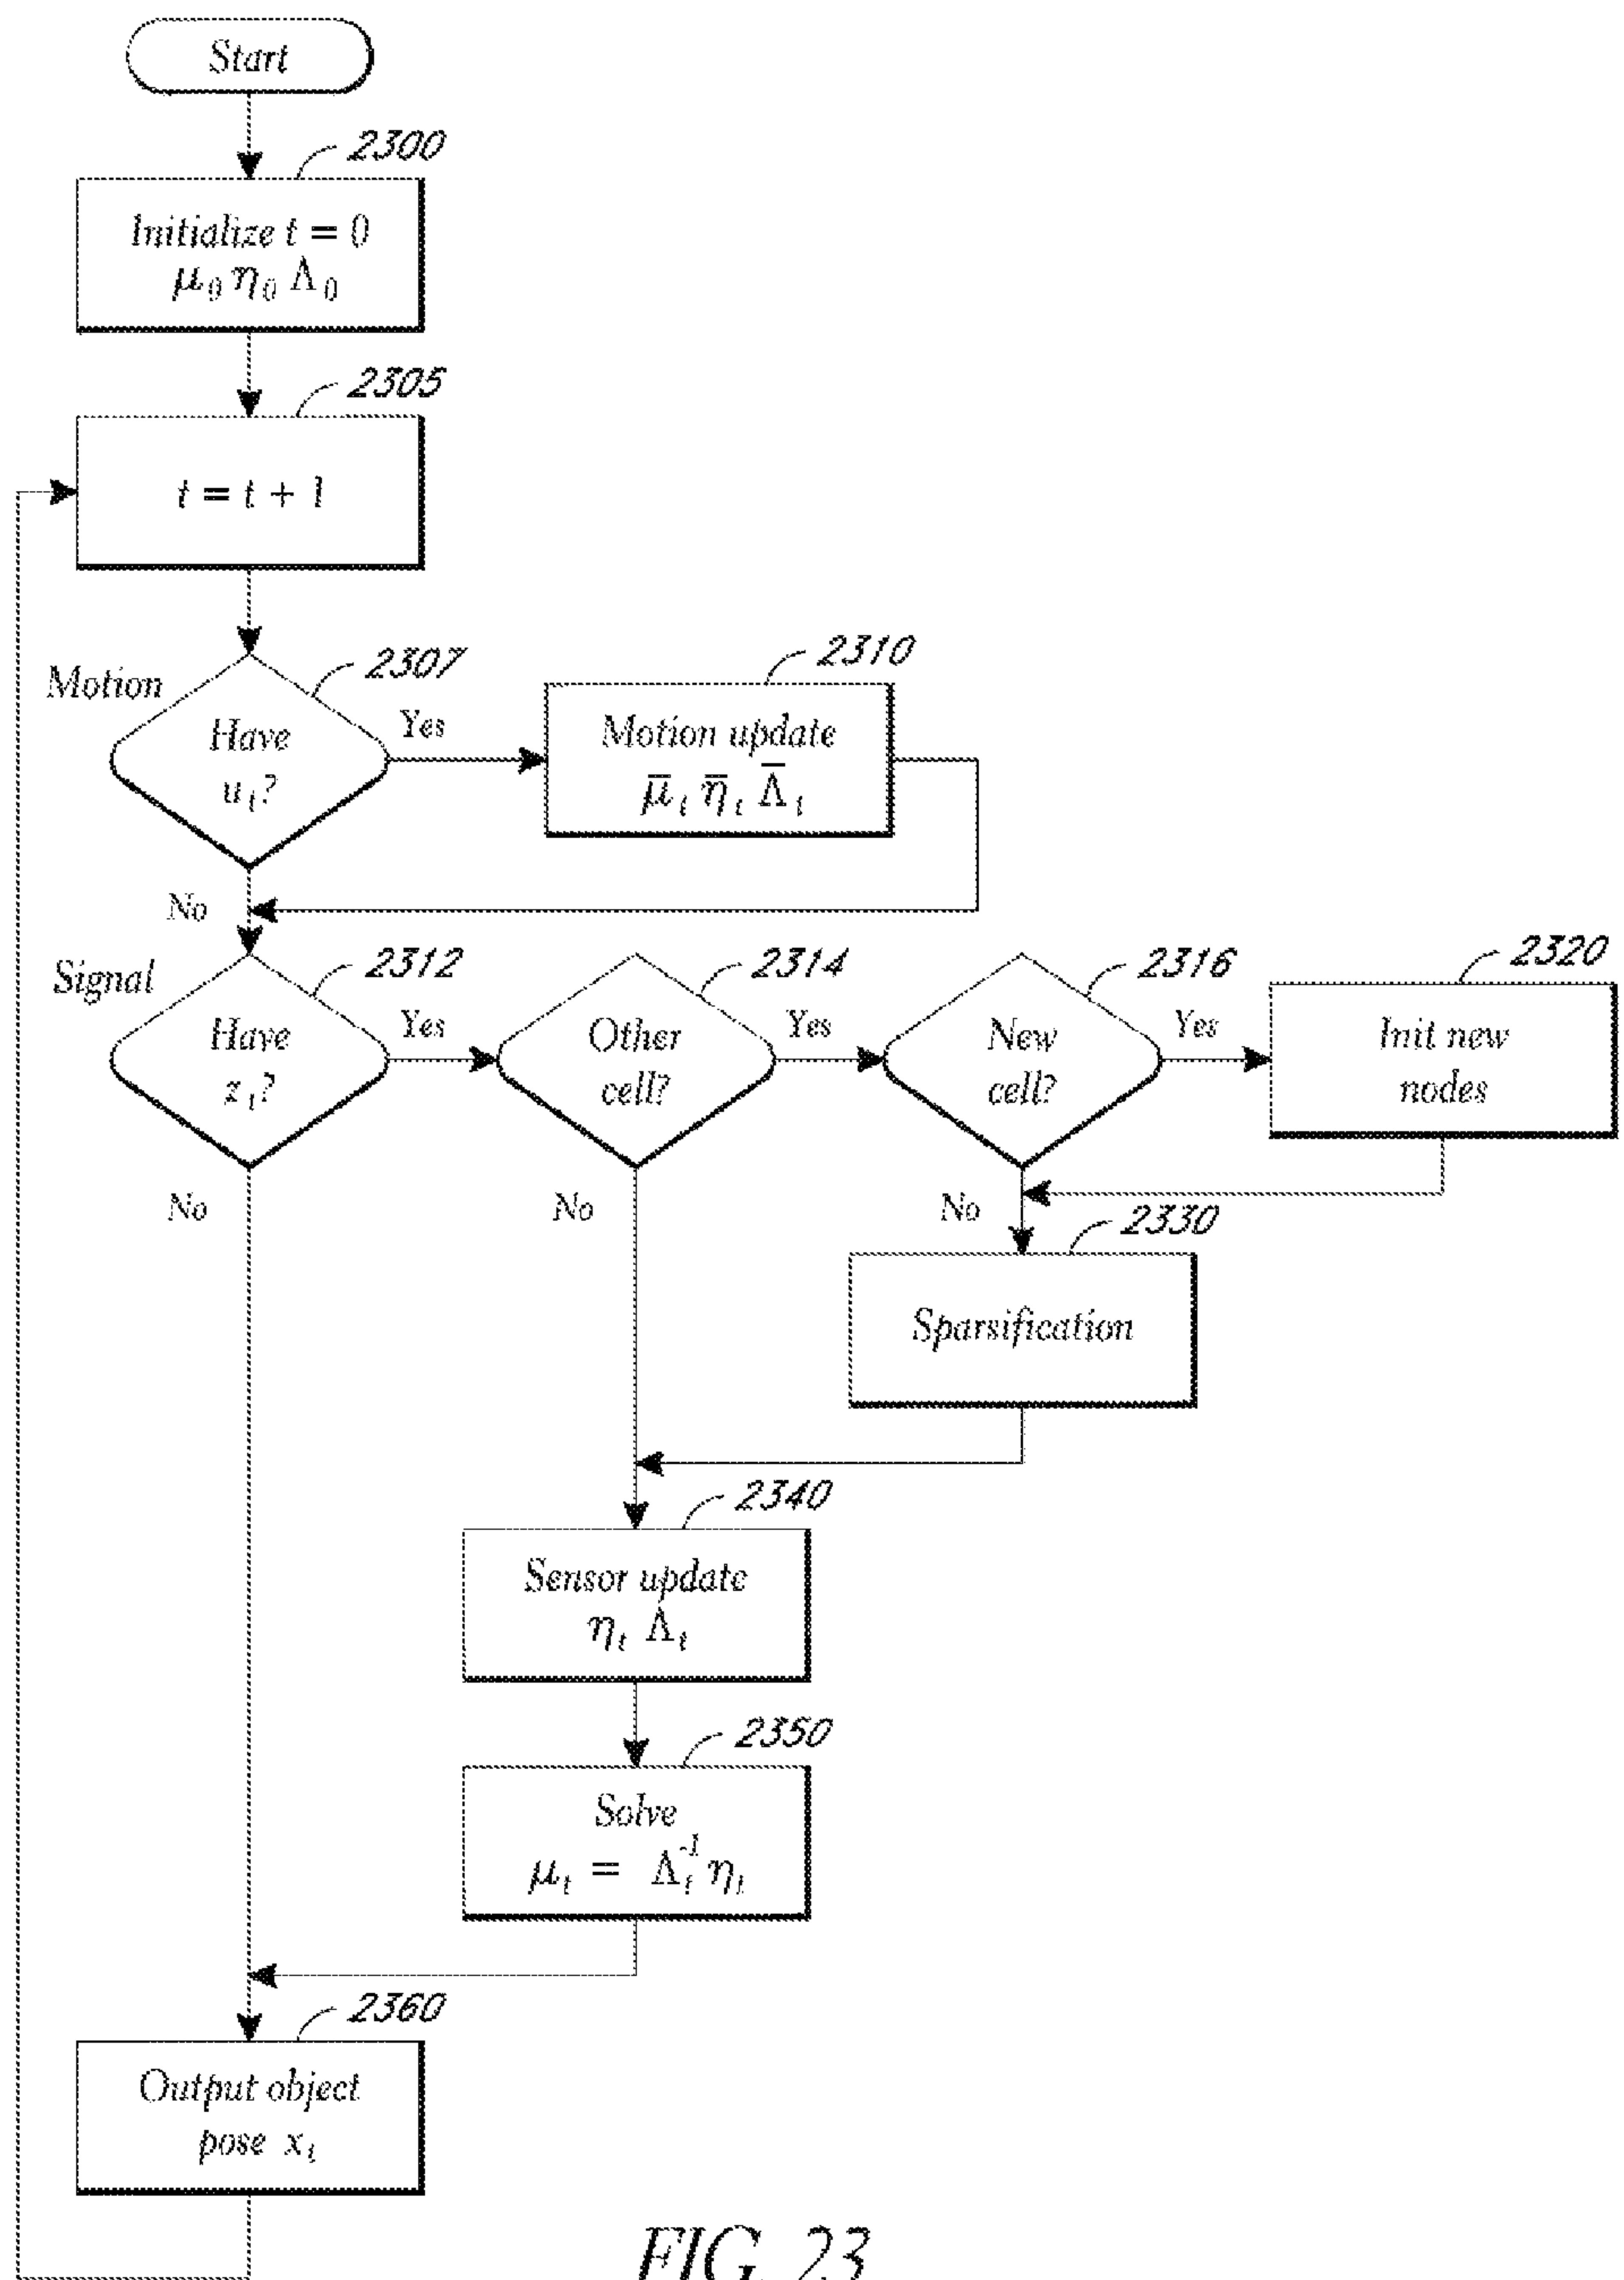 Start
2300
Initialize t = 0
μ₀ η₀ Λ₀
2305
t = t + 1
Motion
2307
Have
uₜ?
Yes
2310
Motion update
μ̅ₜ η̅ₜ Λ̅ₜ
No
Signal
2312
Have
zₜ?
Yes
2314
Other
cell?
Yes
2316
New
cell?
Yes
2320
Init new
nodes
No
No
No
2330
Sparsification
2340
Sensor update
ηₜ Λₜ
2350
Solve
μₜ = Λₜ⁻¹ ηₜ
2360
Output object
pose xₜ
FIG. 23